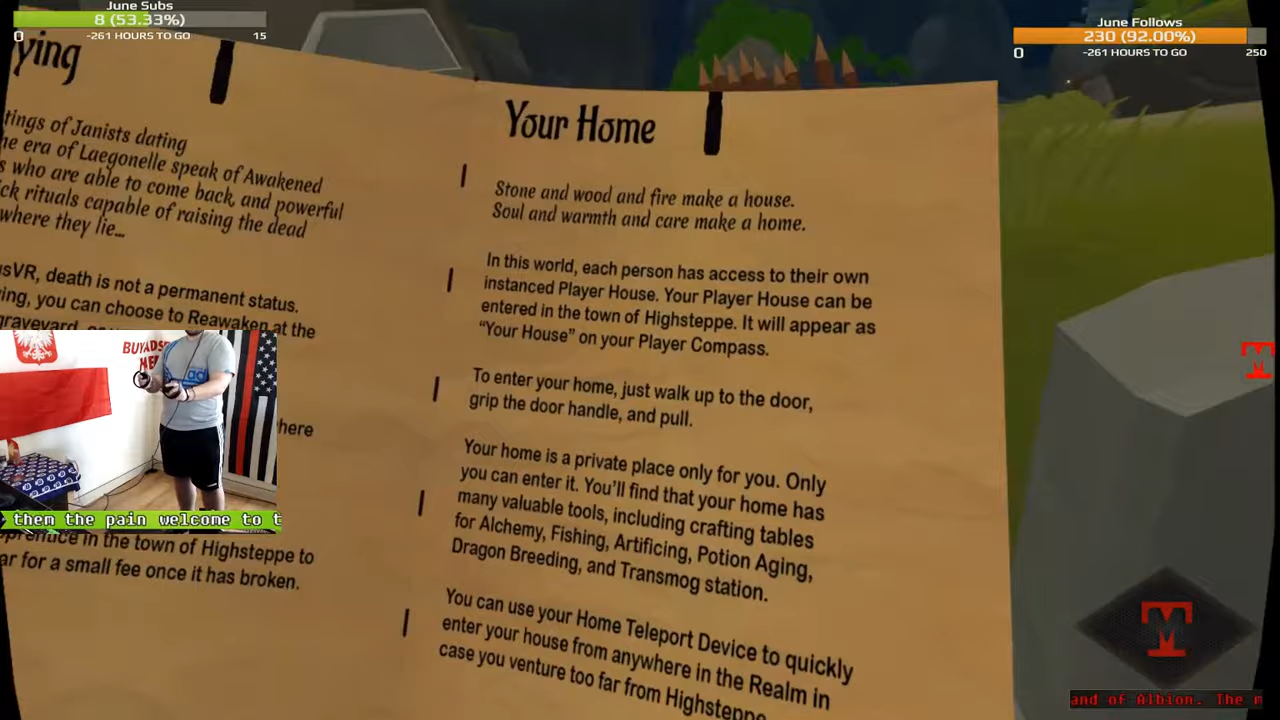 June Subs
8 (53.33%)
0
-261 HOURS TO GO
15
June Follows
230 (92.00%)
0
-261 HOURS TO GO
250
ying
tings of Janists dating
he era of Laegonelle speak of Awakened
s who are able to come back, and powerful
ck rituals capable of raising the dead
where they lie...
usVR, death is not a permanent status.
ying, you can choose to Reawaken at the
graveyard
here
in the town of Highsteppe to
ar for a small fee once it has broken.
Your Home
Stone and wood and fire make a house.
Soul and warmth and care make a home.
In this world, each person has access to their own
instanced Player House. Your Player House can be
entered in the town of Highsteppe. It will appear as
“Your House” on your Player Compass.
To enter your home, just walk up to the door,
grip the door handle, and pull.
Your home is a private place only for you. Only
you can enter it. You’ll find that your home has
many valuable tools, including crafting tables
for Alchemy, Fishing, Artificing, Potion Aging,
Dragon Breeding, and Transmog station.
You can use your Home Teleport Device to quickly
enter your house from anywhere in the Realm in
case you venture too far from Highsteppe
them the pain welcome to t
and of Albion. The